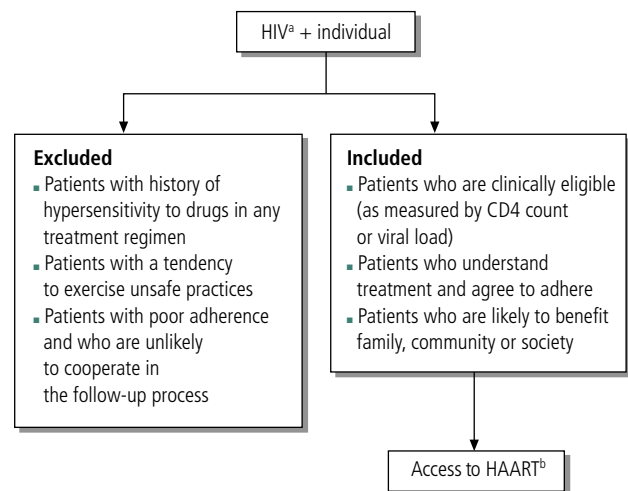 HIVᵃ + individual
Excluded
▪ Patients with history of
hypersensitivity to drugs in any
treatment regimen
▪ Patients with a tendency
to exercise unsafe practices
▪ Patients with poor adherence
and who are unlikely
to cooperate in
the follow-up process
Included
▪ Patients who are clinically eligible
(as measured by CD4 count
or viral load)
▪ Patients who understand
treatment and agree to adhere
▪ Patients who are likely to benefit
family, community or society
Access to HAARTᵇ